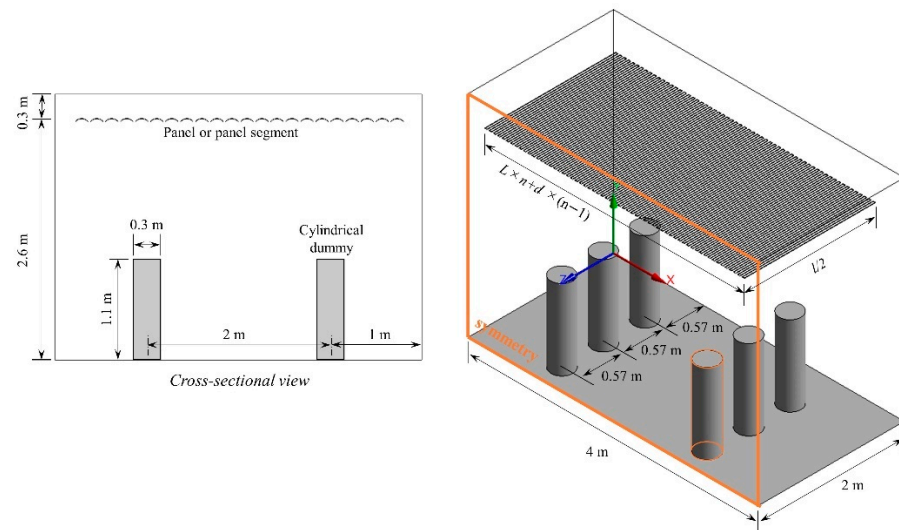 0.3 m
Panel or panel segment
2.6 m
0.3 m
Cylindrical
dummy
1.1 m
2 m
1 m
Cross-sectional view
L×n+d×(n−1)
l/2
Y
Z
X
symmetry
0.57 m
0.57 m
0.57 m
4 m
2 m